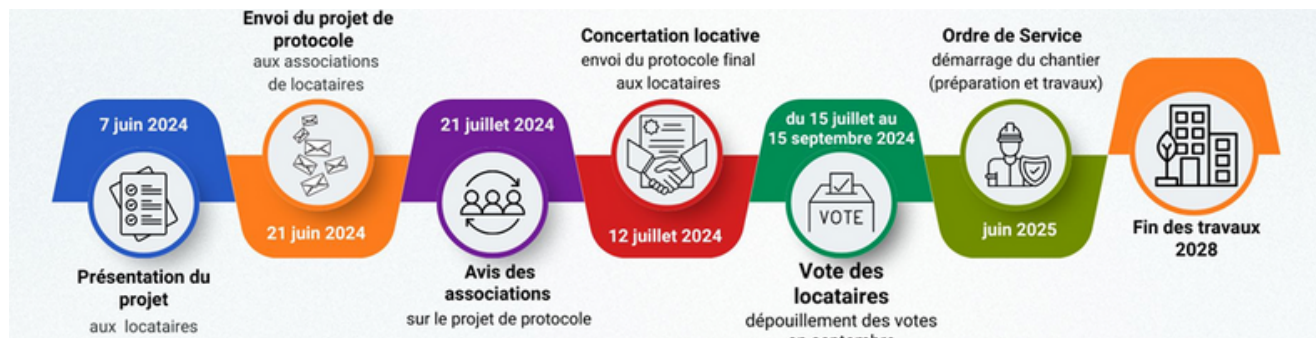 7 juin 2024
Présentation du
projet
aux locataires
Envoi du projet de
protocole
aux associations
de locataires
21 juin 2024
21 juillet 2024
Avis des
associations
sur le projet de protocole
Concertation locative
envoi du protocole final
aux locataires
12 juillet 2024
du 15 juillet au
15 septembre 2024
VOTE
Vote des
locataires
dépouillement des votes
en septembre
Ordre de Service
démarrage du chantier
(préparation et travaux)
juin 2025
Fin des travaux
2028